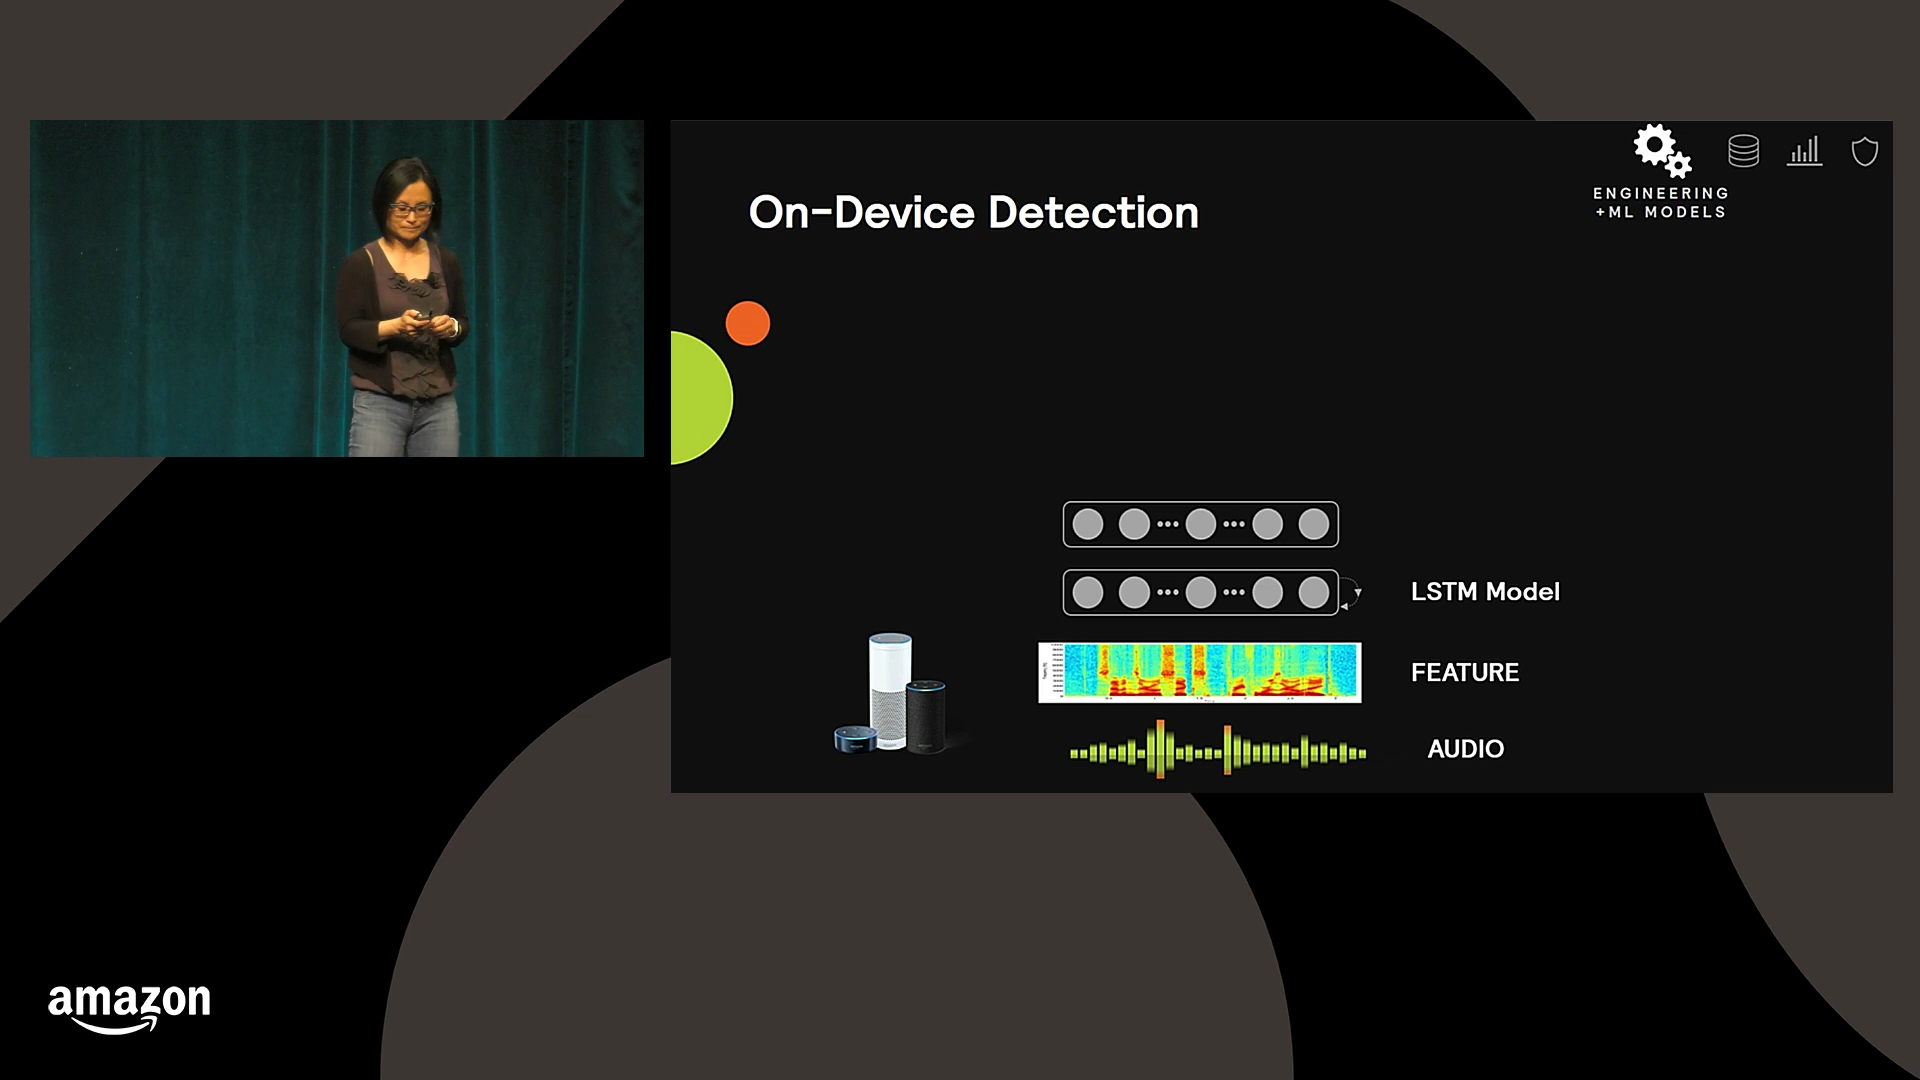 On-Device Detection
ENGINEERING
+ML MODELS
LSTM Model
FEATURE
AUDIO
amazon